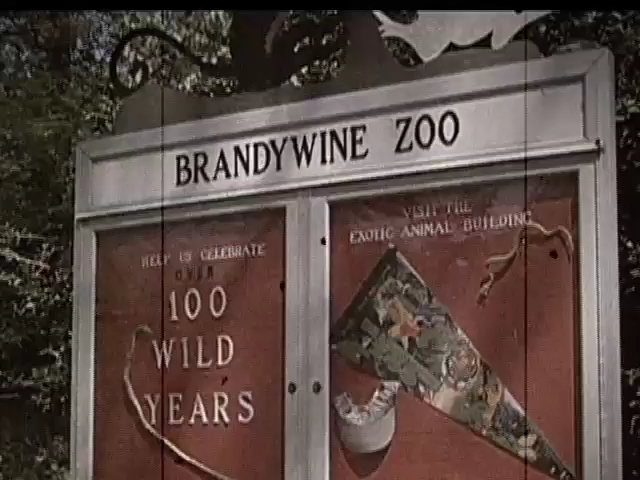 BRANDYWINE ZOO
HELP US CELEBRATE
OVER
100
WILD
YEARS
VISIT THE
EXOTIC ANIMAL BUILDING